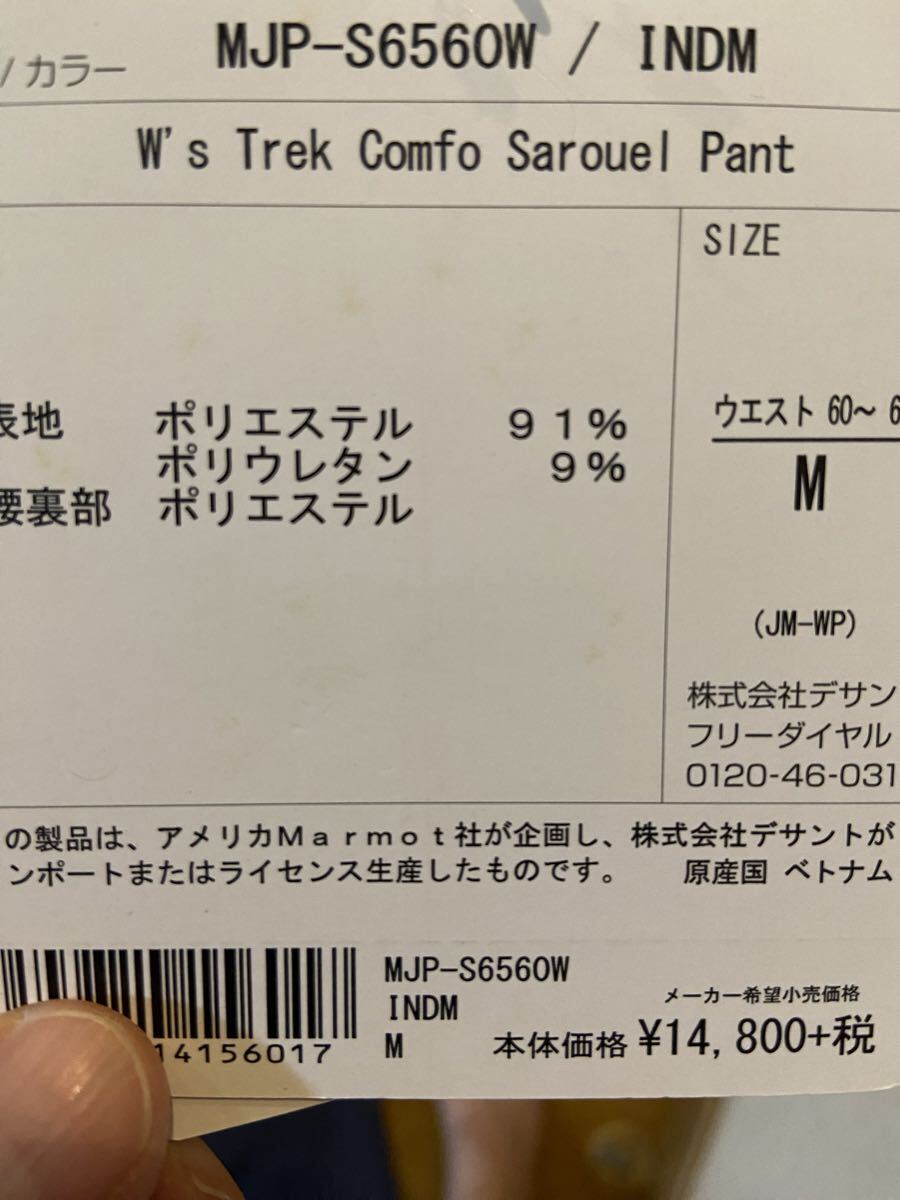 /カラー MJP-S6560W / INDM
W's Trek Comfo Sarouel Pant
SIZE
表地 ポリエステル 91%
ポリウレタン 9%
腰裏部 ポリエステル
ウエスト 60～ 6
M
(JM-WP)
株式会社デサン
フリーダイヤル
0120-46-031
の製品は、アメリカMarmot社が企画し、株式会社デサントが
ンポートまたはライセンス生産したものです。 原産国 ベトナム
MJP-S6560W
INDM
メーカー希望小売価格
14156017 M 本体価格 ¥14,800+税